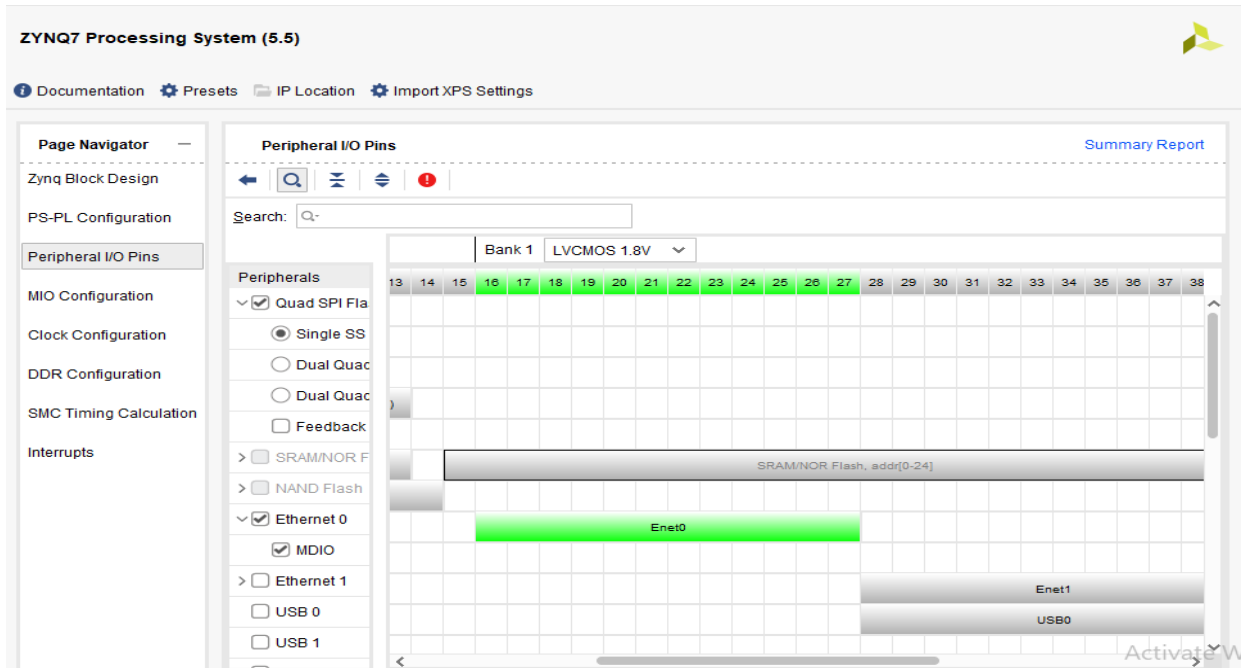 ZYNQ7 Processing System (5.5)
Documentation Presets IP Location Import XPS Settings
Page Navigator
Zynq Block Design
PS-PL Configuration
Peripheral I/O Pins
MIO Configuration
Clock Configuration
DDR Configuration
SMC Timing Calculation
Interrupts
Peripheral I/O Pins Summary Report
Search:
Bank 1 LVCMOS 1.8V
Peripherals 13 14 15 16 17 18 19 20 21 22 23 24 25 26 27 28 29 30 31 32 33 34 35 36 37 38
Quad SPI Fla
Single SS
Dual Quad
Dual Quad )
Feedback
SRAM/NOR F SRAM/NOR Flash, addr[0-24]
NAND Flash
Ethernet 0 Enet0
MDIO
Ethernet 1 Enet1
USB 0 USB0
USB 1
Activate W